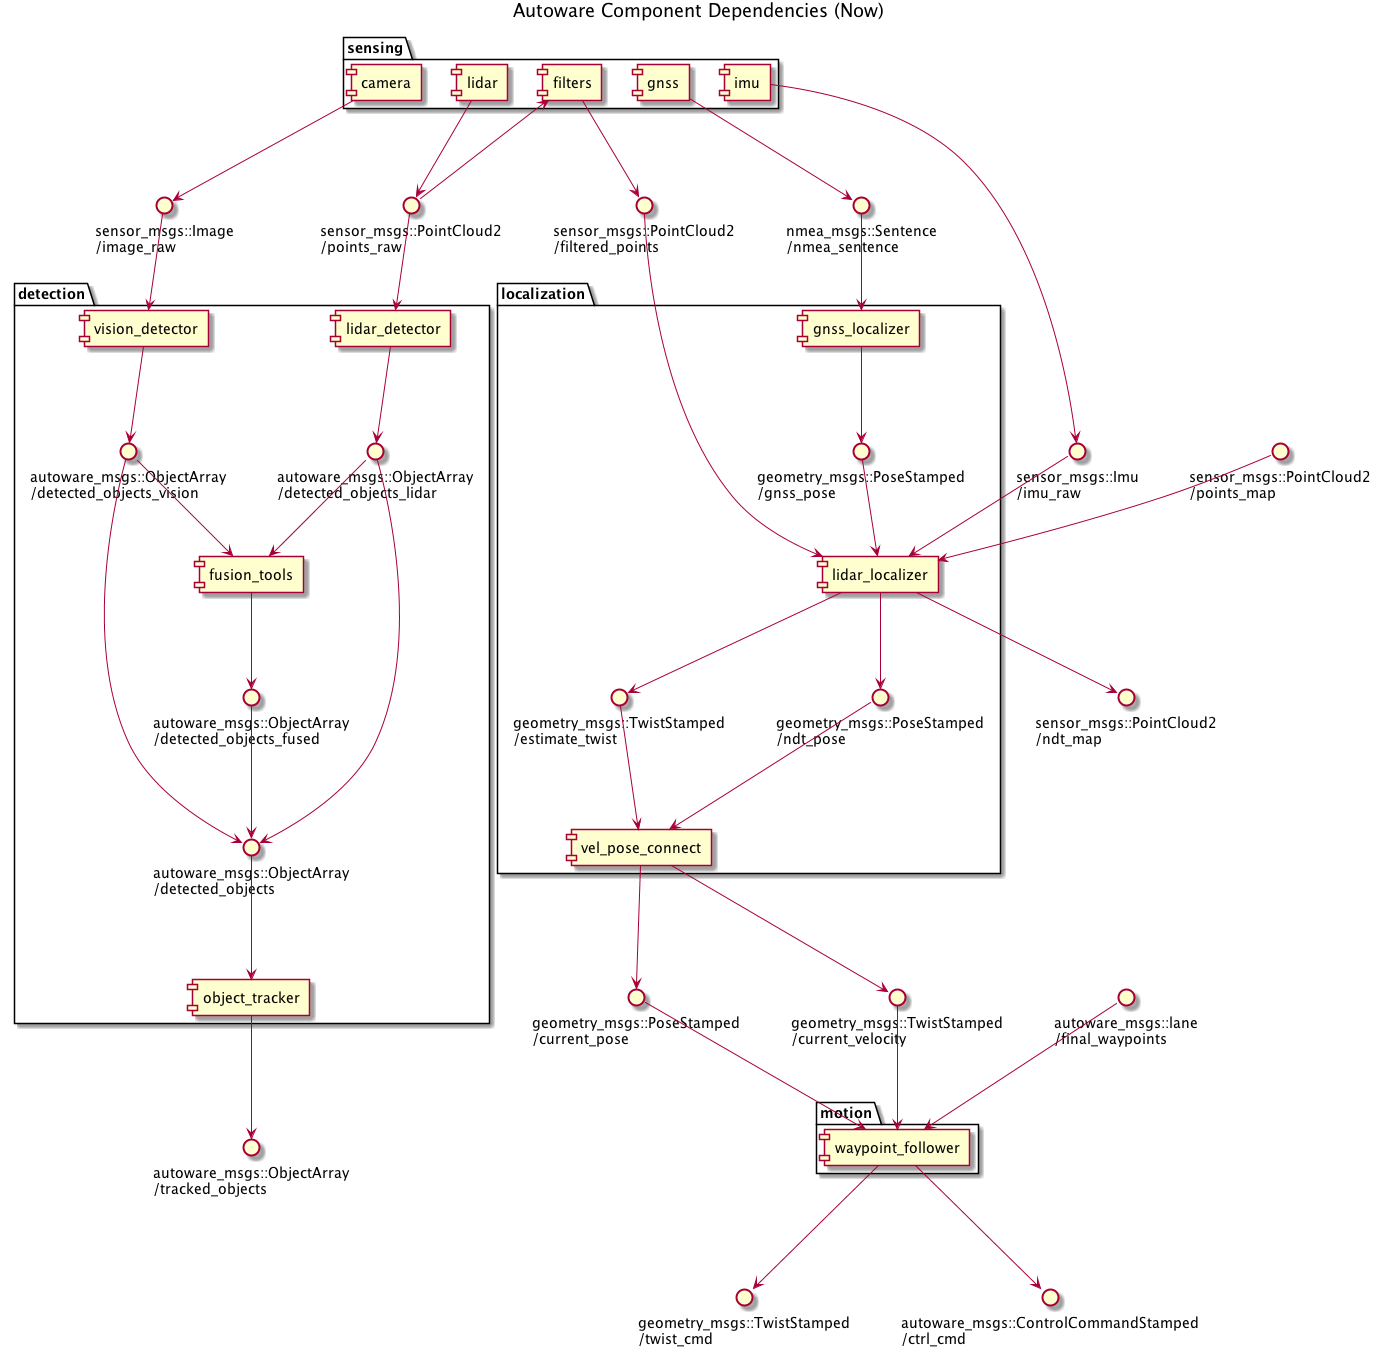 Autoware Component Dependencies (Now)
sensing
camera
lidar
filters
gnss
imu
sensor_msgs::Image
/image_raw
sensor_msgs::PointCloud2
/points_raw
sensor_msgs::PointCloud2
/filtered_points
nmea_msgs::Sentence
/nmea_sentence
detection
localization
vision_detector
lidar_detector
gnss_localizer
autoware_msgs::ObjectArray
/detected_objects_vision
autoware_msgs::ObjectArray
/detected_objects_lidar
geometry_msgs::PoseStamped
/gnss_pose
sensor_msgs::Imu
/imu_raw
sensor_msgs::PointCloud2
/points_map
fusion_tools
lidar_localizer
autoware_msgs::ObjectArray
/detected_objects_fused
geometry_msgs::TwistStamped
/estimate_twist
geometry_msgs::PoseStamped
/ndt_pose
sensor_msgs::PointCloud2
/ndt_map
vel_pose_connect
autoware_msgs::ObjectArray
/detected_objects
object_tracker
geometry_msgs::PoseStamped
/current_pose
geometry_msgs::TwistStamped
/current_velocity
autoware_msgs::lane
/final_waypoints
motion
waypoint_follower
autoware_msgs::ObjectArray
/tracked_objects
geometry_msgs::TwistStamped
/twist_cmd
autoware_msgs::ControlCommandStamped
/ctrl_cmd